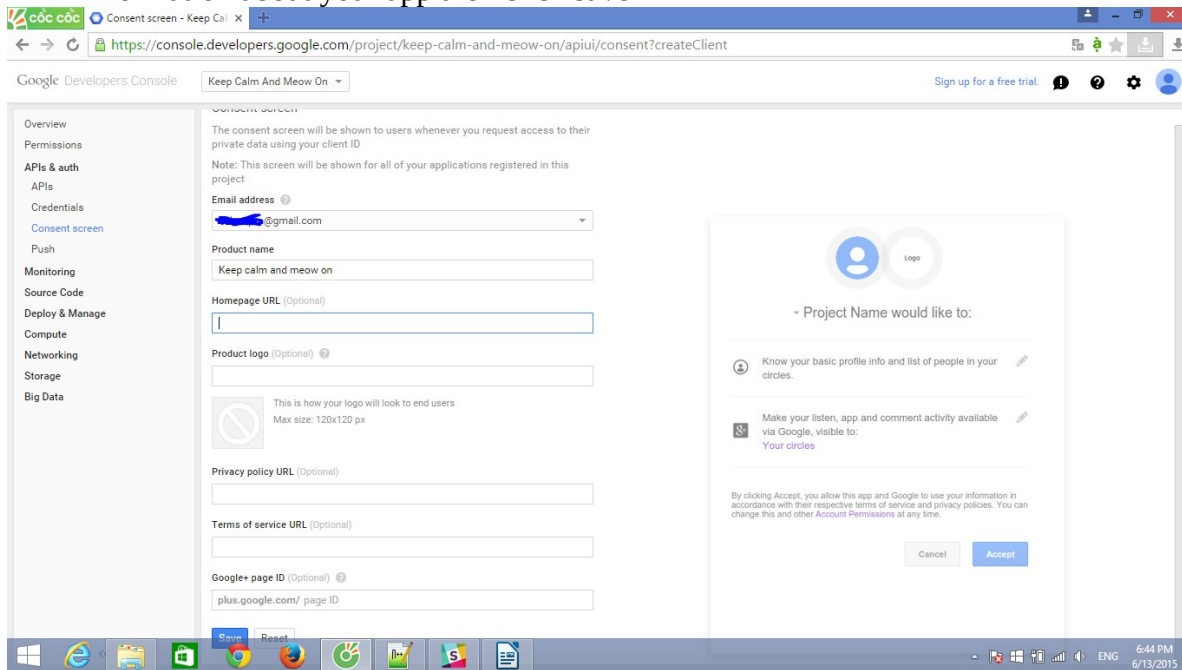 cốc cốc
Consent screen - Keep Cal
https://console.developers.google.com/project/keep-calm-and-meow-on/apiui/consent?createClient
Google Developers Console
Keep Calm And Meow On
Sign up for a free trial.
Overview
Permissions
APIs & auth
APIs
Credentials
Consent screen
Push
Monitoring
Source Code
Deploy & Manage
Compute
Networking
Storage
Big Data
Consent screen
The consent screen will be shown to users whenever you request access to their
private data using your client ID
Note: This screen will be shown for all of your applications registered in this
project
Email address
@gmail.com
Product name
Keep calm and meow on
Homepage URL (Optional)
Product logo (Optional)
This is how your logo will look to end users
Max size: 120x120 px
Privacy policy URL (Optional)
Terms of service URL (Optional)
Google+ page ID (Optional)
plus.google.com/ page ID
Save
Reset
Logo
Project Name would like to:
Know your basic profile info and list of people in your
circles.
Make your listen, app and comment activity available
via Google, visible to:
Your circles
By clicking Accept, you allow this app and Google to use your information in
accordance with their respective terms of service and privacy policies. You can
change this and other Account Permissions at any time.
Cancel
Accept
ENG
6:44 PM
6/13/2015